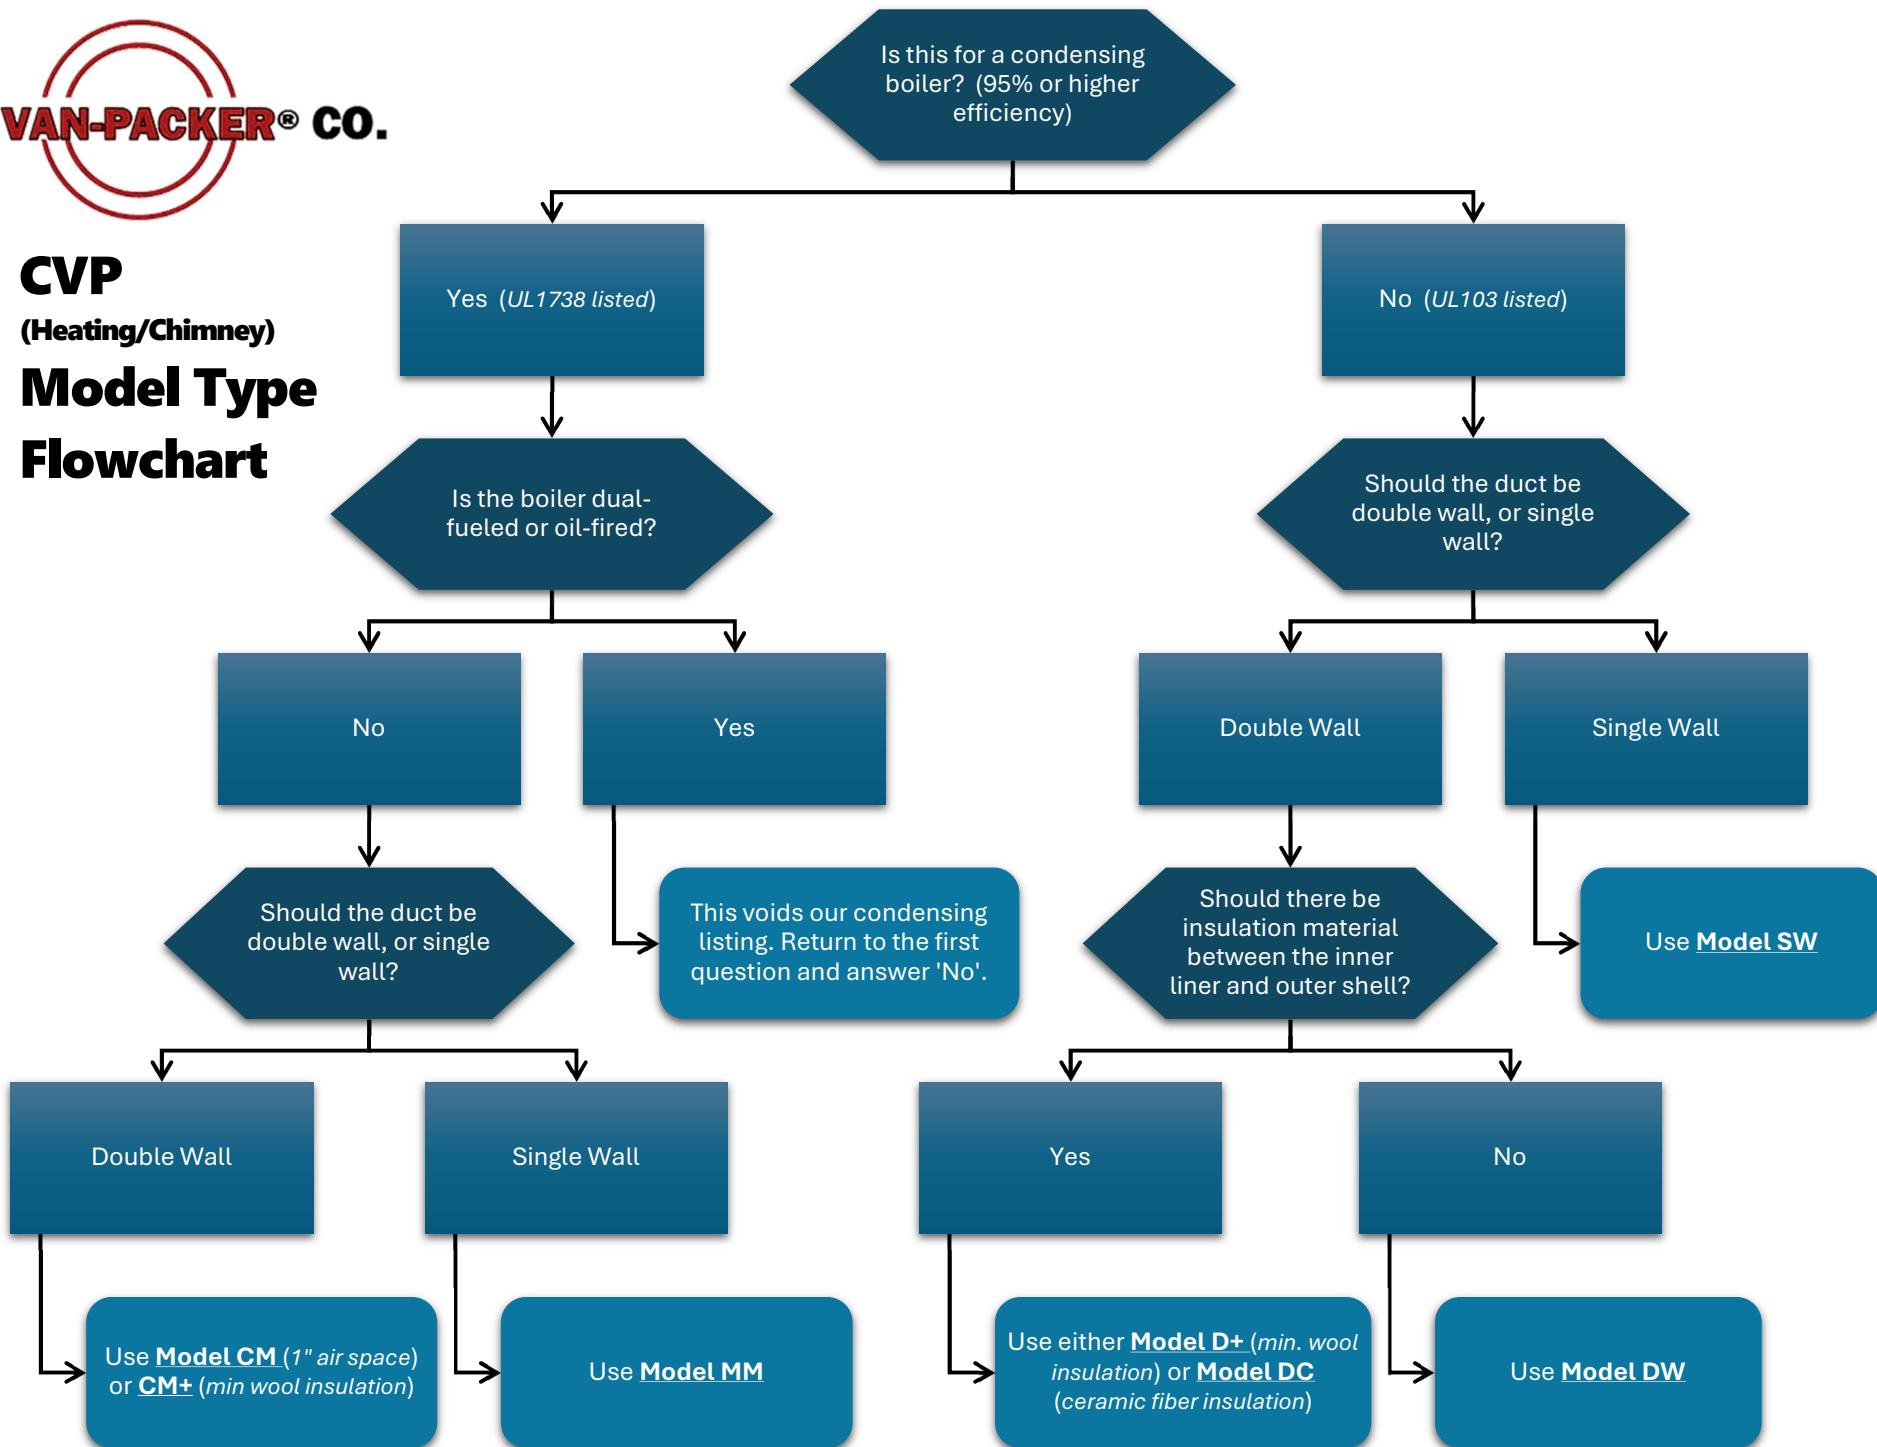 VAN-PACKER® CO.
CVP
(Heating/Chimney)
Model Type
Flowchart
Is this for a condensing
boiler? (95% or higher
efficiency)
Yes (UL1738 listed)
No (UL103 listed)
Is the boiler dual-
fueled or oil-fired?
Should the duct be
double wall, or single
wall?
No
Yes
Double Wall
Single Wall
Should the duct be
double wall, or single
wall?
This voids our condensing
listing. Return to the first
question and answer 'No'.
Should there be
insulation material
between the inner
liner and outer shell?
Use Model SW
Double Wall
Single Wall
Yes
No
Use Model CM (1" air space)
or CM+ (min wool insulation)
Use Model MM
Use either Model D+ (min. wool
insulation) or Model DC
(ceramic fiber insulation)
Use Model DW